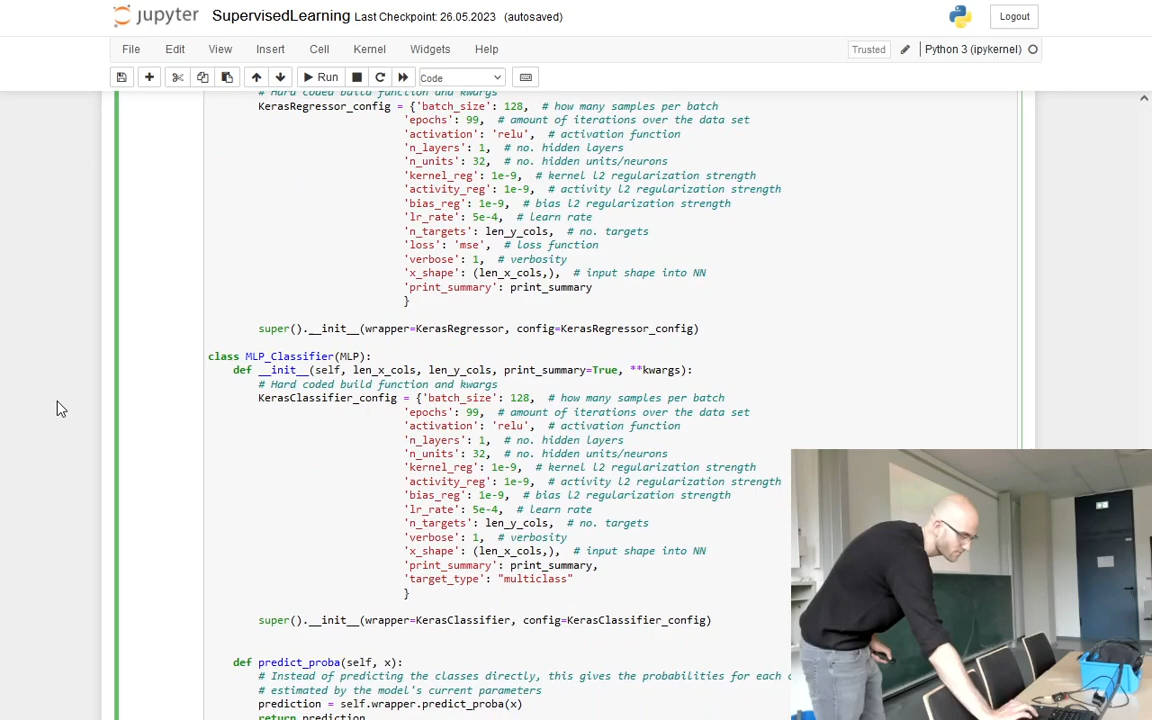 jupyter SupervisedLearning Last Checkpoint: 26.05.2023 (autosaved)
Logout
File Edit View Insert Cell Kernel Widgets Help
Trusted Python 3 (ipykernel)
Run Code
# Hard coded build function and kwargs
KerasRegressor_config = {'batch_size': 128, # how many samples per batch
'epochs': 99, # amount of iterations over the data set
'activation': 'relu', # activation function
'n_layers': 1, # no. hidden layers
'n_units': 32, # no. hidden units/neurons
'kernel_reg': 1e-9, # kernel l2 regularization strength
'activity_reg': 1e-9, # activity l2 regularization strength
'bias_reg': 1e-9, # bias l2 regularization strength
'lr_rate': 5e-4, # learn rate
'n_targets': len_y_cols, # no. targets
'loss': 'mse', # loss function
'verbose': 1, # verbosity
'x_shape': (len_x_cols,), # input shape into NN
'print_summary': print_summary
}
super().__init__(wrapper=KerasRegressor, config=KerasRegressor_config)
class MLP_Classifier(MLP):
def __init__(self, len_x_cols, len_y_cols, print_summary=True, **kwargs):
# Hard coded build function and kwargs
KerasClassifier_config = {'batch_size': 128, # how many samples per batch
'epochs': 99, # amount of iterations over the data set
'activation': 'relu', # activation function
'n_layers': 1, # no. hidden layers
'n_units': 32, # no. hidden units/neurons
'kernel_reg': 1e-9, # kernel l2 regularization strength
'activity_reg': 1e-9, # activity l2 regularization strength
'bias_reg': 1e-9, # bias l2 regularization strength
'lr_rate': 5e-4, # learn rate
'n_targets': len_y_cols, # no. targets
'verbose': 1, # verbosity
'x_shape': (len_x_cols,), # input shape into NN
'print_summary': print_summary,
'target_type': "multiclass"
}
super().__init__(wrapper=KerasClassifier, config=KerasClassifier_config)
def predict_proba(self, x):
# Instead of predicting the classes directly, this gives the probabilities for each
# estimated by the model's current parameters
prediction = self.wrapper.predict_proba(x)
return prediction